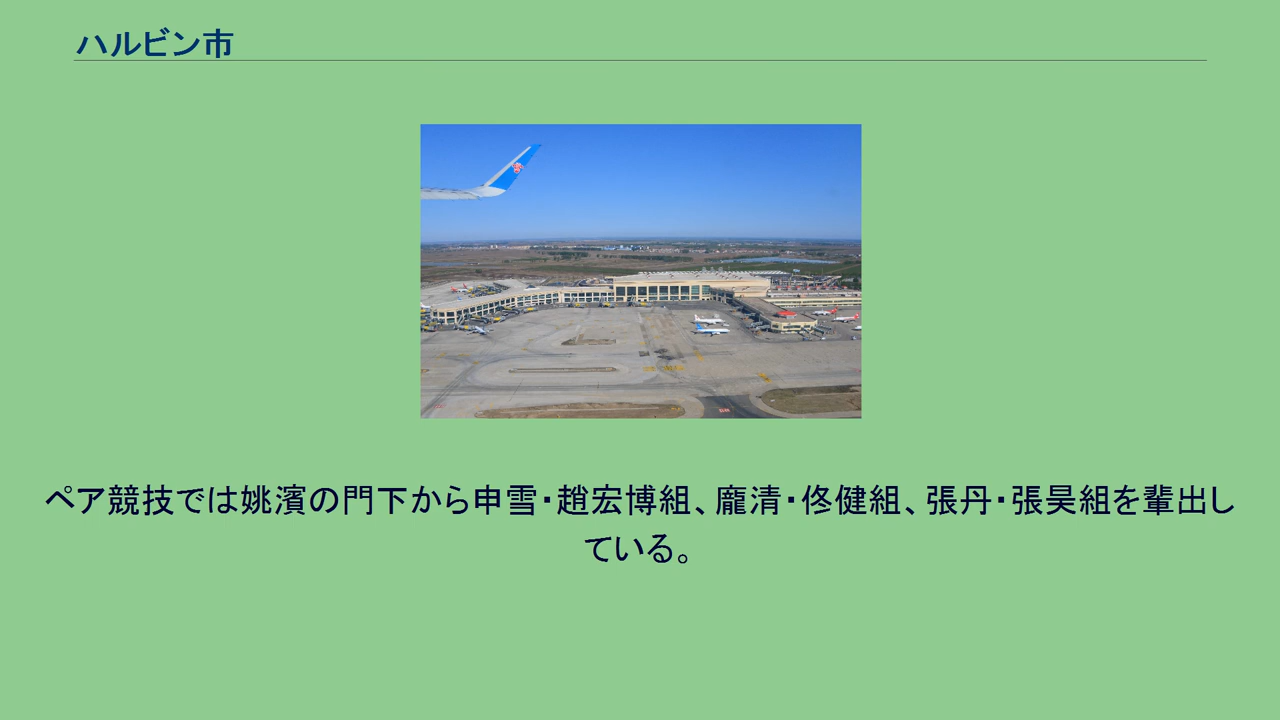 ハルビン市
ペア競技では姚濱の門下から申雪・趙宏博組、龐清・佟健組、張丹・張昊組を輩出し
ている。